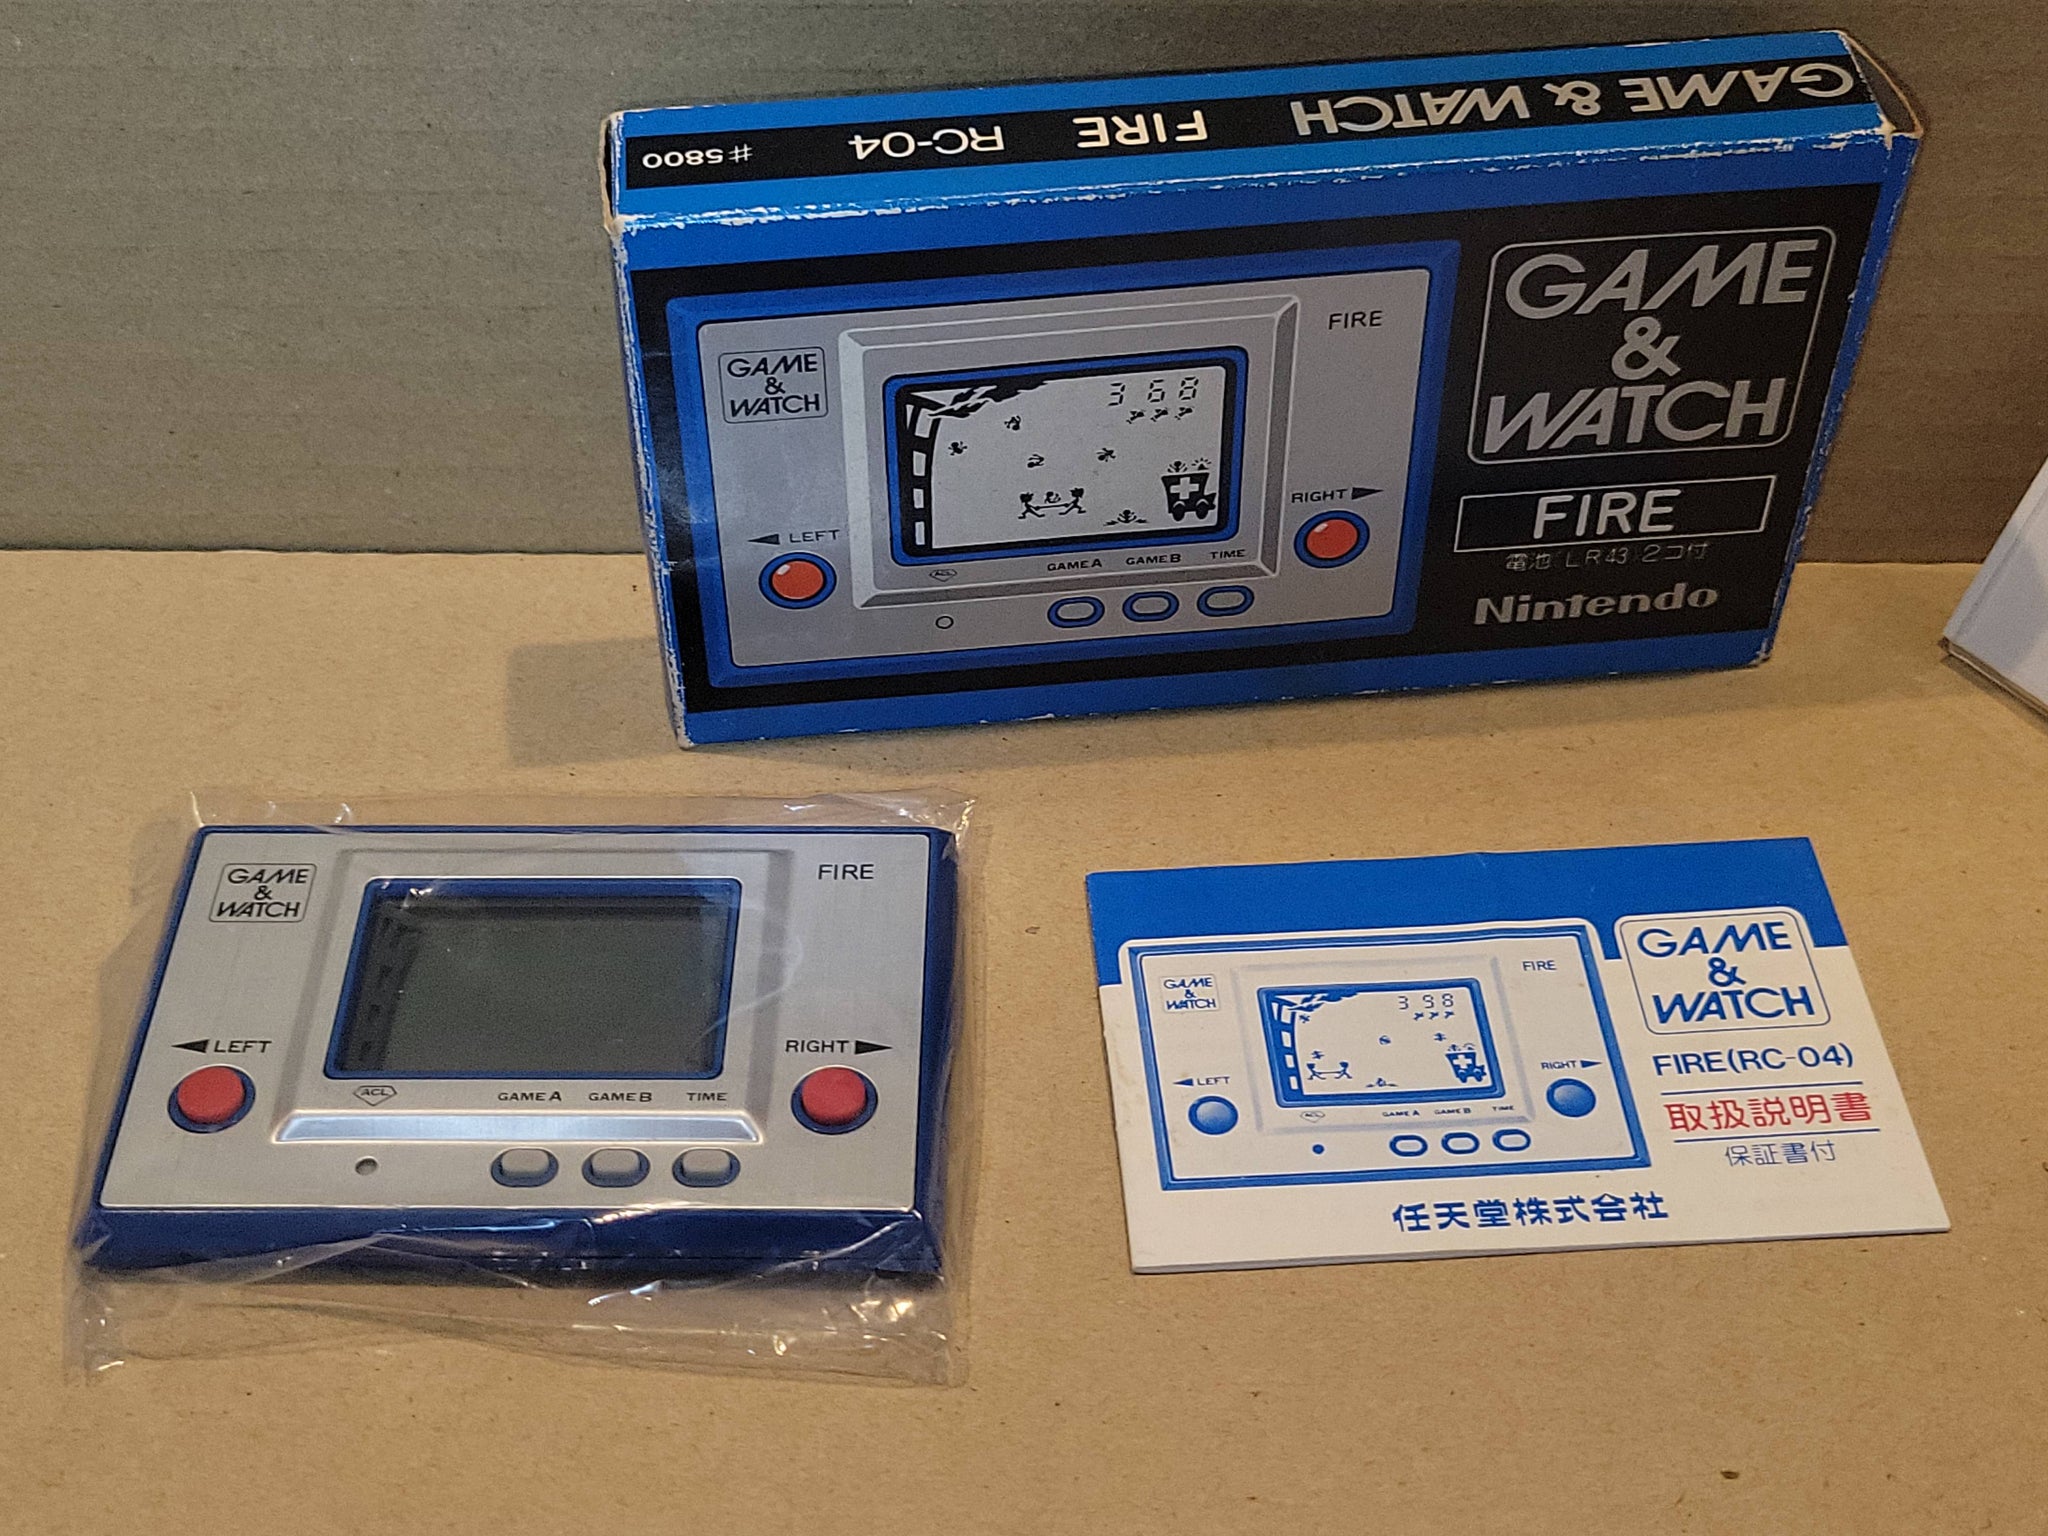 GAME & WATCH FIRE RC-04 #5800
GAME
&
WATCH
FIRE
◀ LEFT
RIGHT ▶
368
ACL
GAME A GAME B TIME
GAME
&
WATCH
FIRE
電池(LR43)2コ付
Nintendo
GAME
&
WATCH
FIRE
◀ LEFT
RIGHT ▶
ACL
GAME A GAME B TIME
GAME
&
WATCH
FIRE
398
◀ LEFT
RIGHT ▶
ACL
GAME A GAME B TIME
GAME
&
WATCH
FIRE(RC-04)
取扱説明書
保証書付
任天堂株式会社